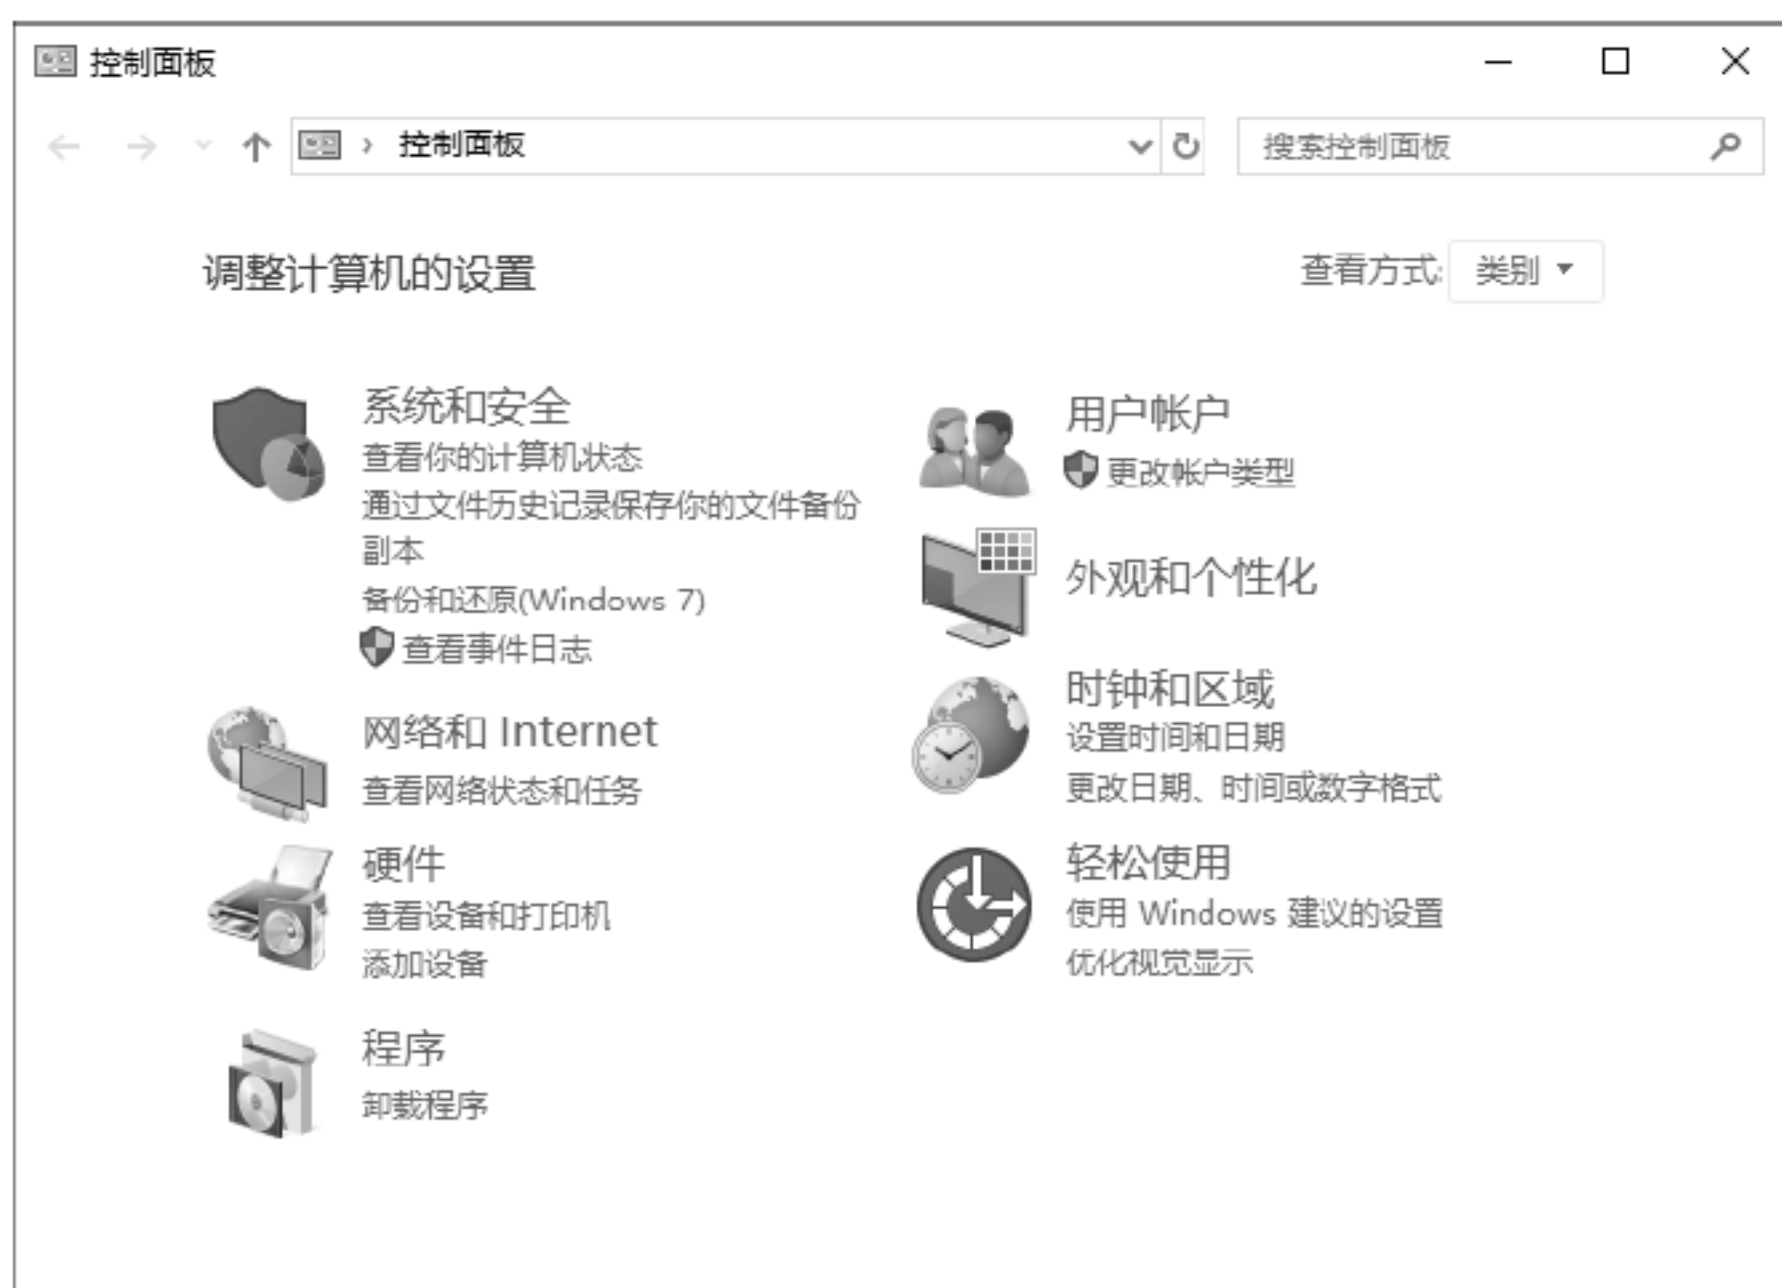 控制面板
控制面板
搜索控制面板
调整计算机的设置
查看方式: 类别
系统和安全
查看你的计算机状态
通过文件历史记录保存你的文件备份
副本
备份和还原(Windows 7)
查看事件日志
网络和 Internet
查看网络状态和任务
硬件
查看设备和打印机
添加设备
程序
卸载程序
用户帐户
更改帐户类型
外观和个性化
时钟和区域
设置时间和日期
更改日期、时间或数字格式
轻松使用
使用 Windows 建议的设置
优化视觉显示